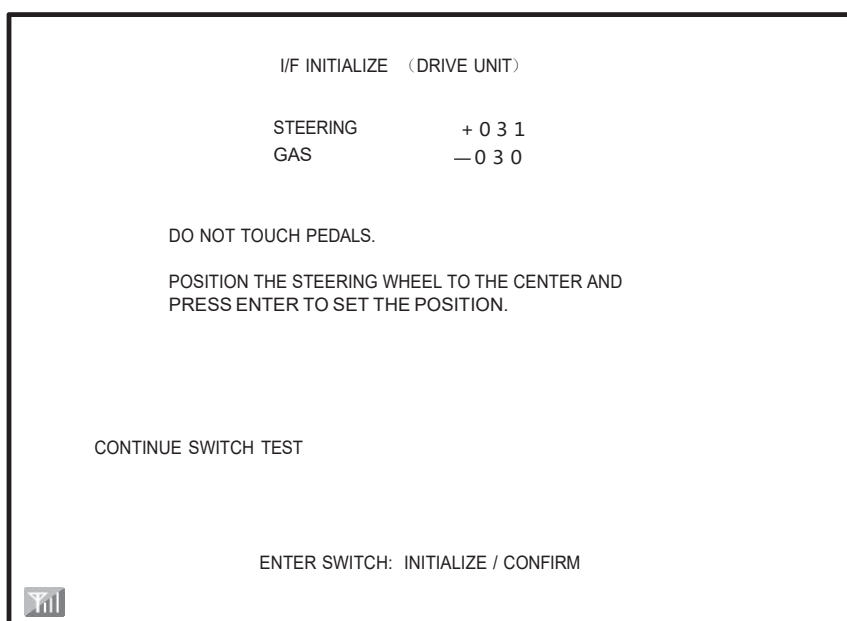 I/F INITIALIZE （DRIVE UNIT）
STEERING +031
GAS —030
DO NOT TOUCH PEDALS.
POSITION THE STEERING WHEEL TO THE CENTER AND
PRESS ENTER TO SET THE POSITION.
CONTINUE SWITCH TEST
ENTER SWITCH: INITIALIZE / CONFIRM